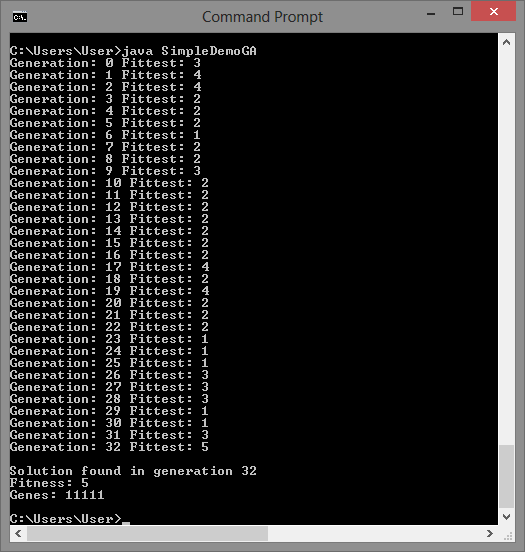 Command Prompt
C:\Users\User>java SimpleDemoGA
Generation: 0 Fittest: 3
Generation: 1 Fittest: 4
Generation: 2 Fittest: 4
Generation: 3 Fittest: 2
Generation: 4 Fittest: 2
Generation: 5 Fittest: 2
Generation: 6 Fittest: 1
Generation: 7 Fittest: 2
Generation: 8 Fittest: 2
Generation: 9 Fittest: 3
Generation: 10 Fittest: 2
Generation: 11 Fittest: 2
Generation: 12 Fittest: 2
Generation: 13 Fittest: 2
Generation: 14 Fittest: 2
Generation: 15 Fittest: 2
Generation: 16 Fittest: 2
Generation: 17 Fittest: 4
Generation: 18 Fittest: 2
Generation: 19 Fittest: 4
Generation: 20 Fittest: 2
Generation: 21 Fittest: 2
Generation: 22 Fittest: 2
Generation: 23 Fittest: 1
Generation: 24 Fittest: 1
Generation: 25 Fittest: 1
Generation: 26 Fittest: 3
Generation: 27 Fittest: 3
Generation: 28 Fittest: 3
Generation: 29 Fittest: 1
Generation: 30 Fittest: 1
Generation: 31 Fittest: 3
Generation: 32 Fittest: 5
Solution found in generation 32
Fitness: 5
Genes: 11111
C:\Users\User>_